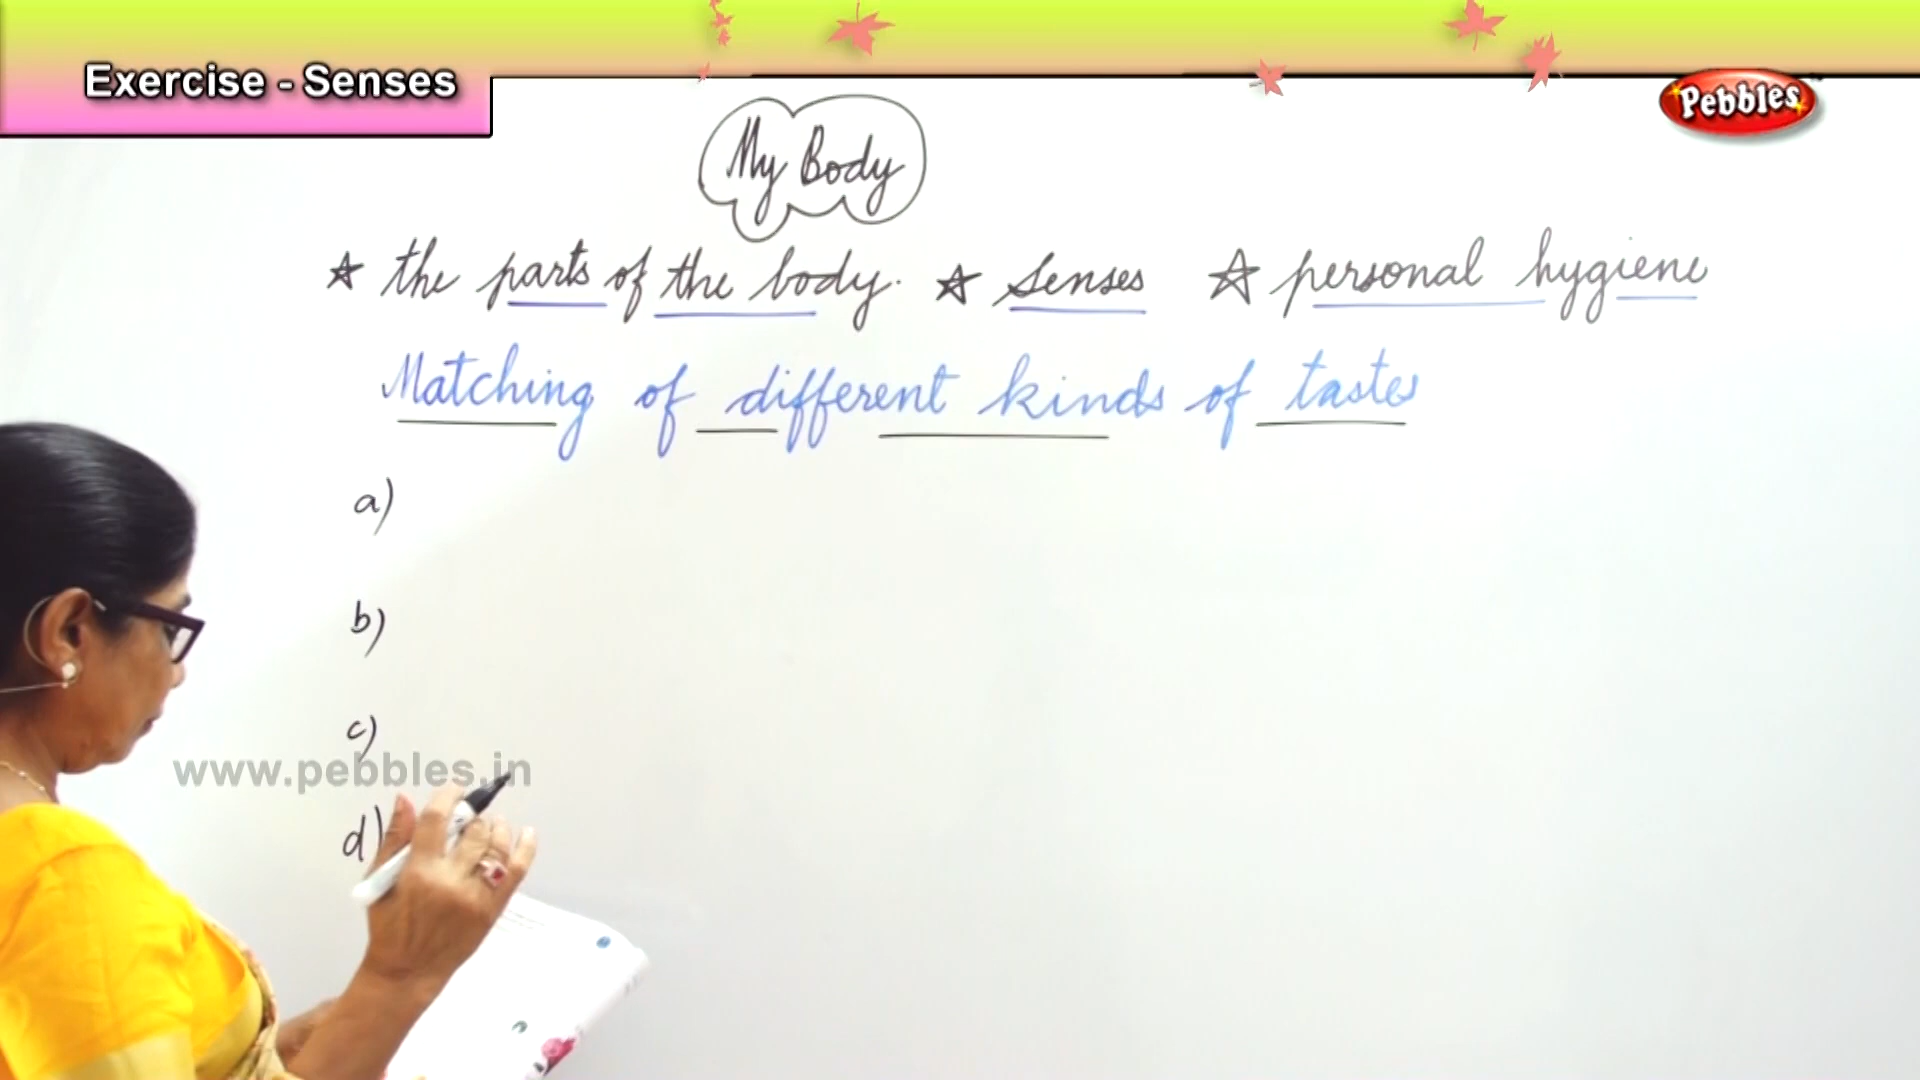 Exercise - Senses
Pebbles
My Body
☆ the parts of the body. ☆ Senses ☆ personal hygiene
Matching of different kinds of tastes
a)
b)
c)
www.pebbles.in
d)